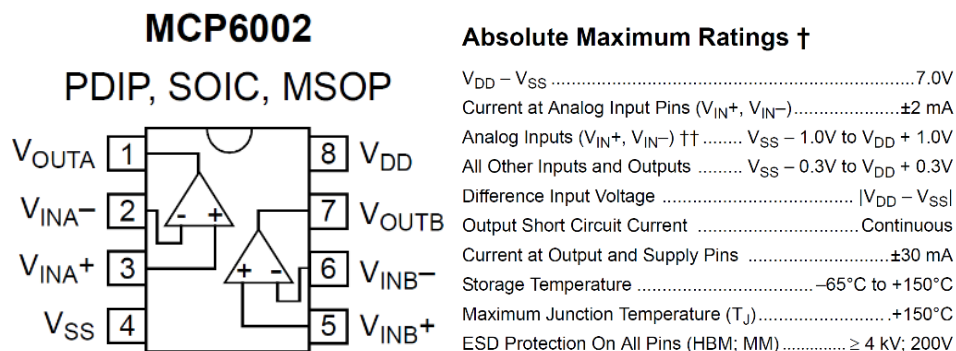 MCP6002
PDIP, SOIC, MSOP
VOUTA 1
8 VDD
VINA– 2
7 VOUTB
VINA+ 3
6 VINB–
VSS 4
5 VINB+
- +
+ -
Absolute Maximum Ratings †
VDD – VSS ........................................................................7.0V
Current at Analog Input Pins (VIN+, VIN–).....................±2 mA
Analog Inputs (VIN+, VIN–) †† ........ VSS – 1.0V to VDD + 1.0V
All Other Inputs and Outputs ......... VSS – 0.3V to VDD + 0.3V
Difference Input Voltage ...................................... |VDD – VSS|
Output Short Circuit Current ................................Continuous
Current at Output and Supply Pins ............................±30 mA
Storage Temperature ....................................–65°C to +150°C
Maximum Junction Temperature (TJ)..........................+150°C
ESD Protection On All Pins (HBM; MM) .............. ≥ 4 kV; 200V